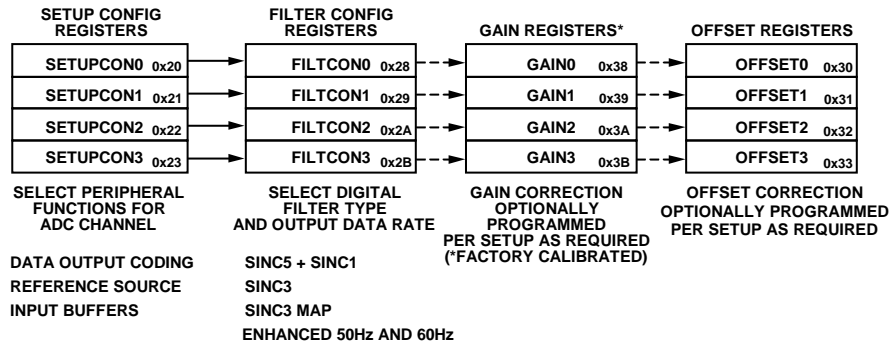 SETUP CONFIG
REGISTERS
SETUPCON0 0x20
SETUPCON1 0x21
SETUPCON2 0x22
SETUPCON3 0x23
SELECT PERIPHERAL
FUNCTIONS FOR
ADC CHANNEL
DATA OUTPUT CODING
REFERENCE SOURCE
INPUT BUFFERS
FILTER CONFIG
REGISTERS
FILTCON0 0x28
FILTCON1 0x29
FILTCON2 0x2A
FILTCON3 0x2B
SELECT DIGITAL
FILTER TYPE
AND OUTPUT DATA RATE
SINC5 + SINC1
SINC3
SINC3 MAP
ENHANCED 50Hz AND 60Hz
GAIN REGISTERS*
GAIN0 0x38
GAIN1 0x39
GAIN2 0x3A
GAIN3 0x3B
GAIN CORRECTION
OPTIONALLY
PROGRAMMED
PER SETUP AS REQUIRED
(*FACTORY CALIBRATED)
OFFSET REGISTERS
OFFSET0 0x30
OFFSET1 0x31
OFFSET2 0x32
OFFSET3 0x33
OFFSET CORRECTION
OPTIONALLY PROGRAMMED
PER SETUP AS REQUIRED